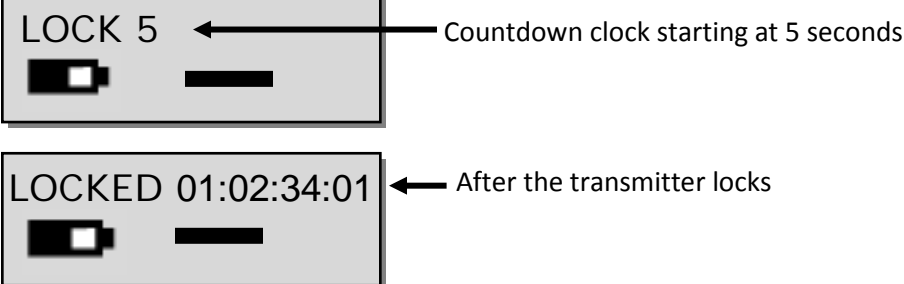 LOCK 5
Countdown clock starting at 5 seconds
LOCKED 01:02:34:01
After the transmitter locks